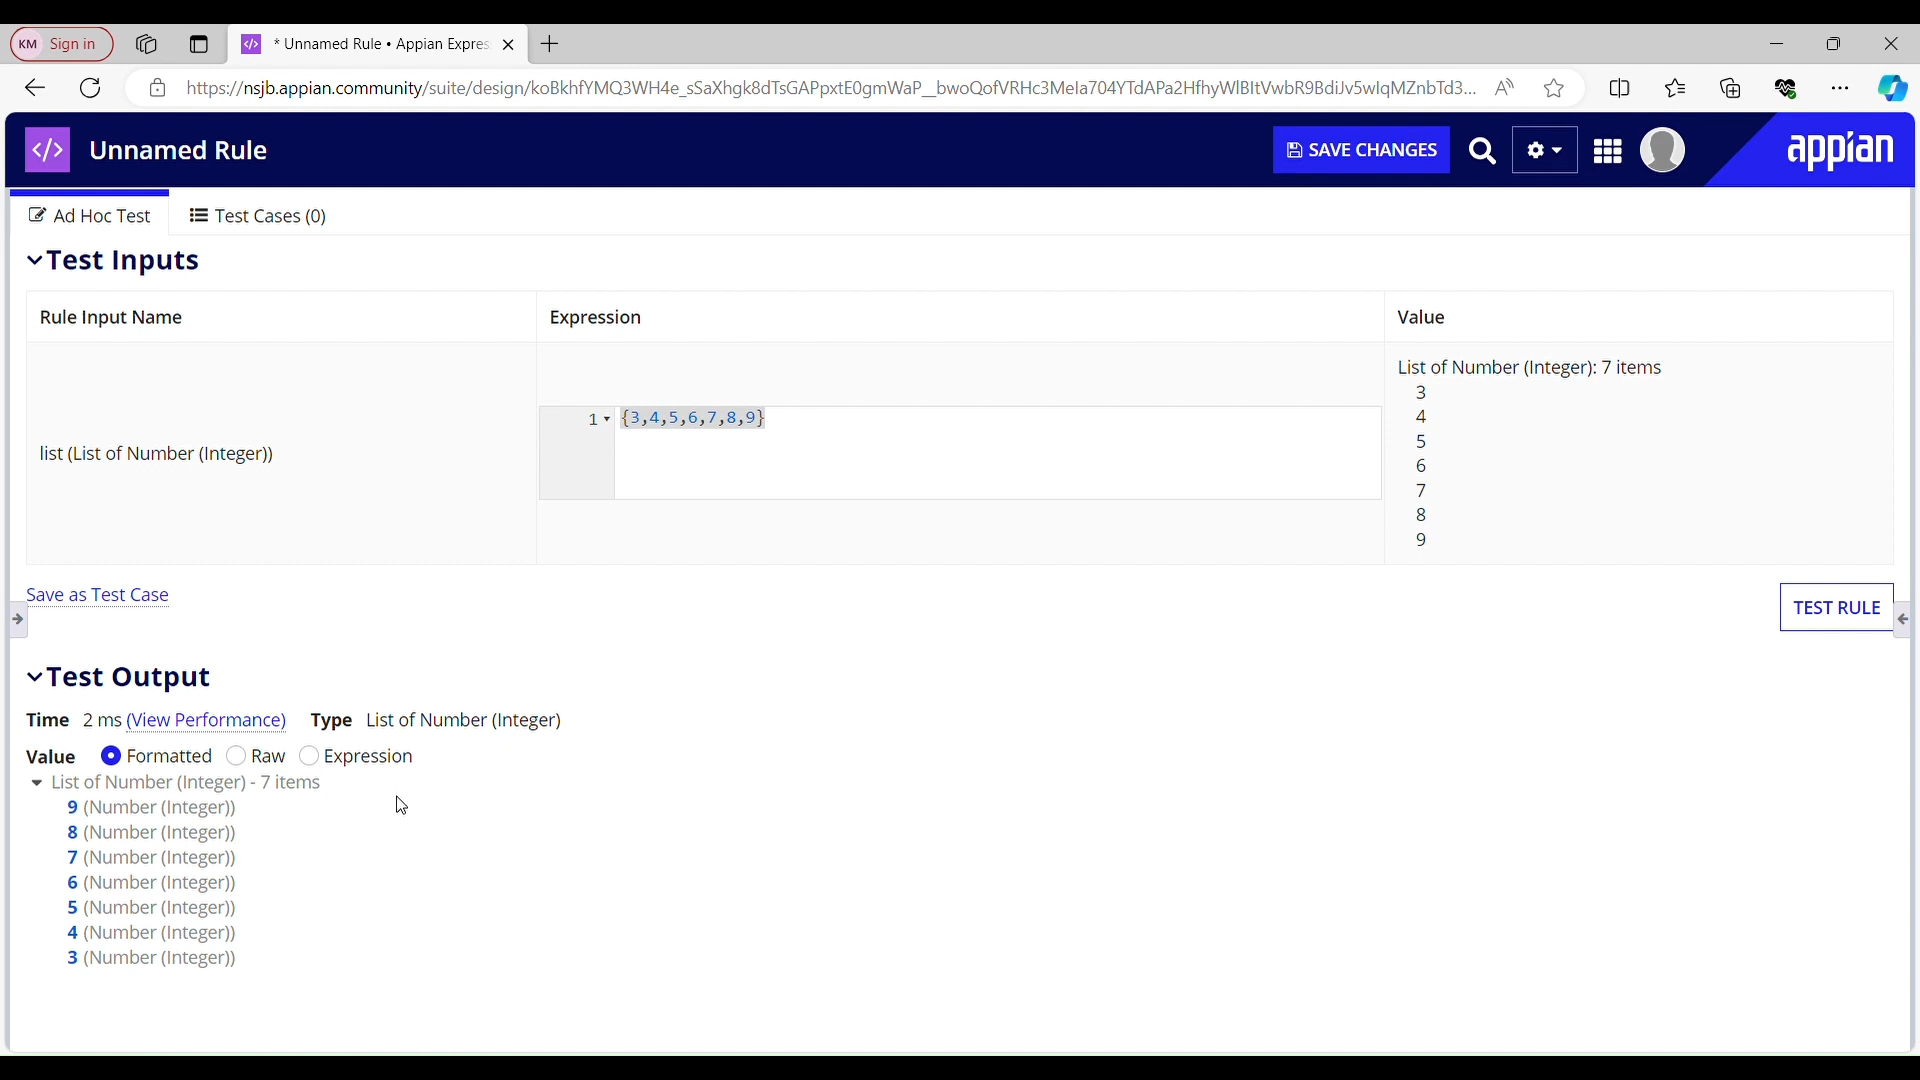 KM Sign in
* Unnamed Rule • Appian Expres
https://nsjb.appian.community/suite/design/koBkhfYMQ3WH4e_sSaXhgk8dTsGAPpxtE0gmWaP__bwoQofVRHc3Mela704YTdAPa2HfhyWlBItVwbR9BdiJv5wlqMZnbTd3...
Unnamed Rule
SAVE CHANGES
appian
Ad Hoc Test
Test Cases (0)
Test Inputs
Rule Input Name
Expression
Value
list (List of Number (Integer))
1
{3,4,5,6,7,8,9}
List of Number (Integer): 7 items
3
4
5
6
7
8
9
Save as Test Case
TEST RULE
Test Output
Time 2 ms (View Performance) Type List of Number (Integer)
Value Formatted Raw Expression
List of Number (Integer) - 7 items
9 (Number (Integer))
8 (Number (Integer))
7 (Number (Integer))
6 (Number (Integer))
5 (Number (Integer))
4 (Number (Integer))
3 (Number (Integer))